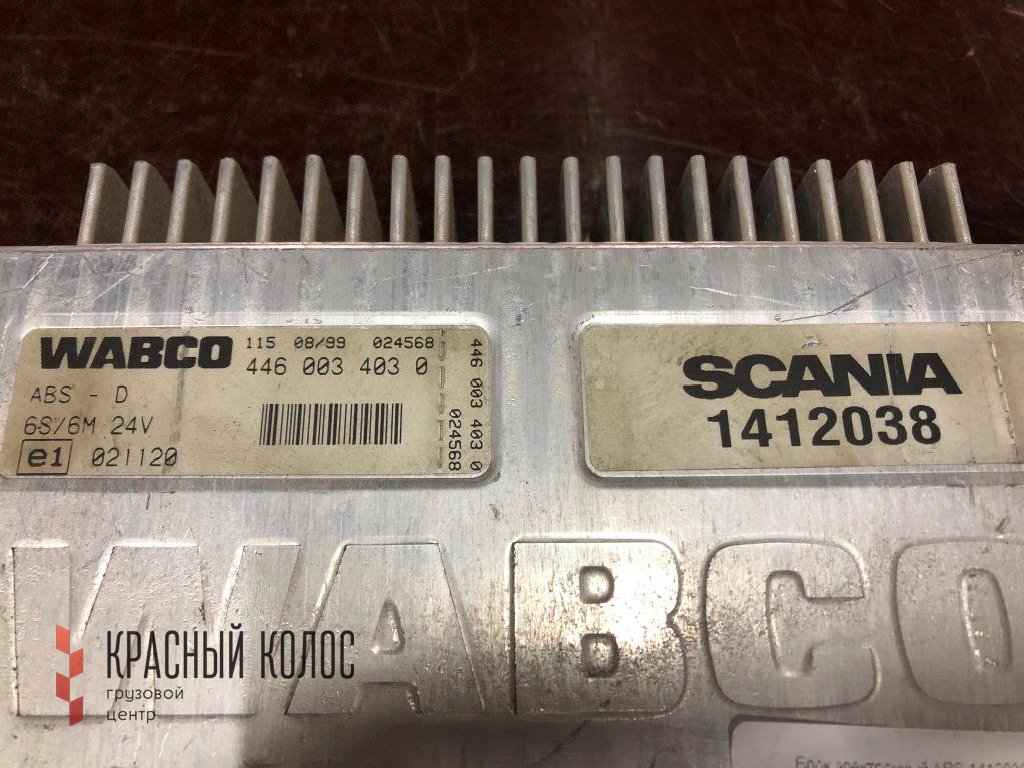 WABCO 115 08/99 024568
446 003 403 0
ABS - D
6S/6M 24V
e1 021120
446 003 403 0
024568
SCANIA
1412038
WABCO
КРАСНЫЙ КОЛОС
грузовой
центр